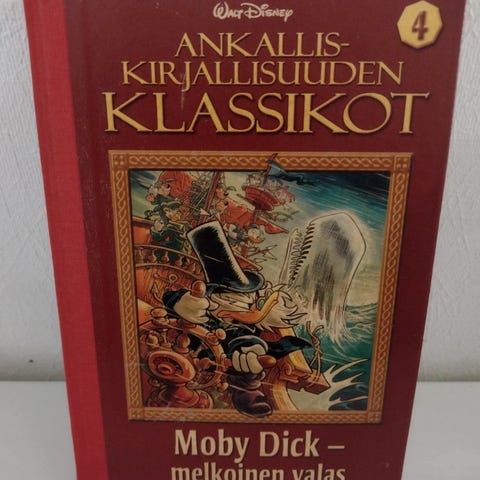 Walt Disney
4
ANKALLIS-
KIRJALLISUUDEN
KLASSIKOT
Moby Dick –
melkoinen valas